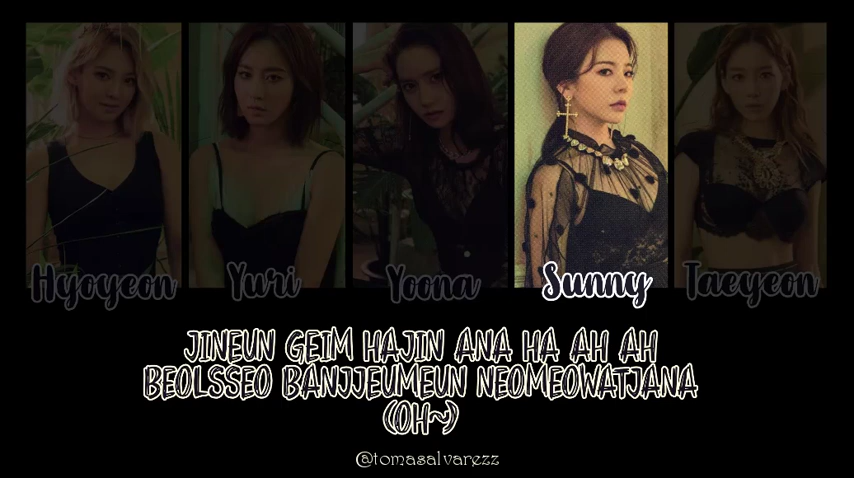 Hyoyeon Yuri Yoona Sunny Taeyeon
JINEUN GEIM HAJIN ANA HA AH AH
BEOLSSEO BANJJEUMEUN NEOMEOWATJANA
(OH~)
@tomasalvarezz